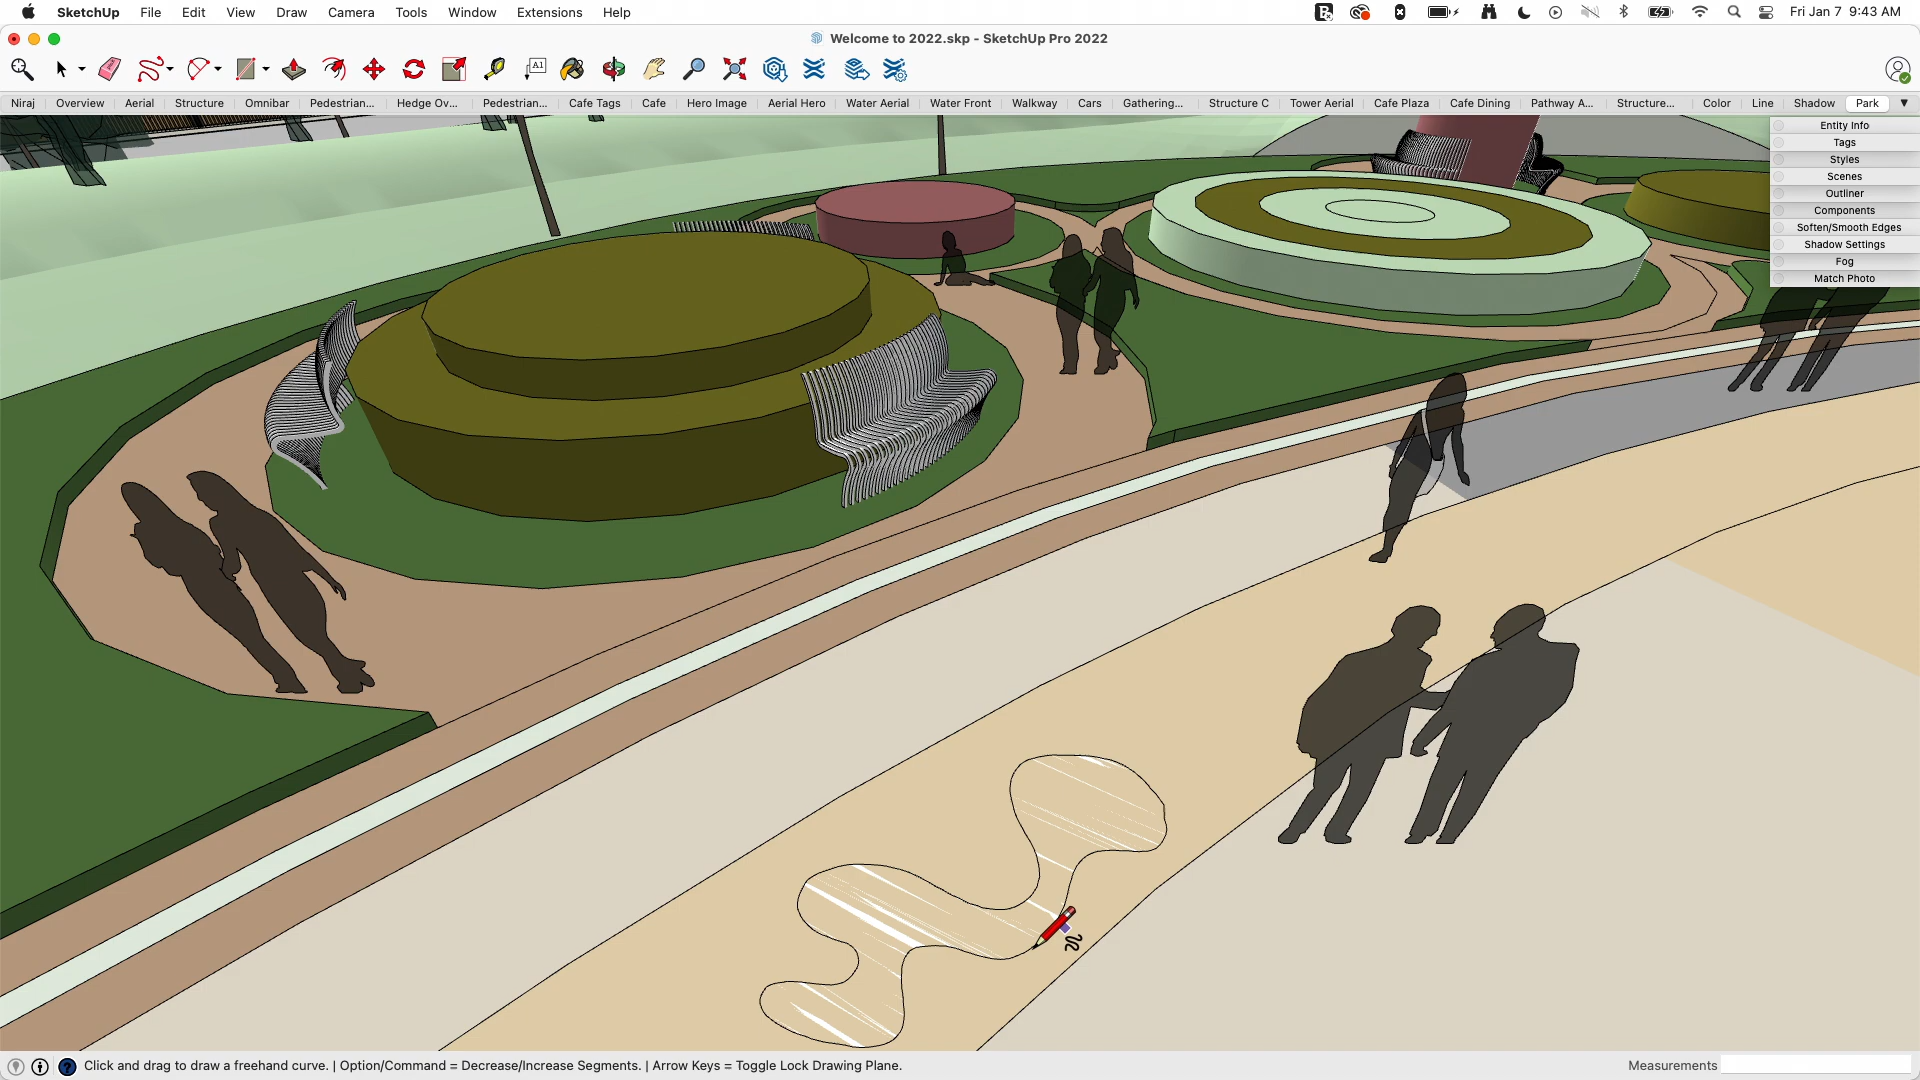 SketchUp File Edit View Draw Camera Tools Window Extensions Help Fri Jan 7 9:43 AM
Welcome to 2022.skp - SketchUp Pro 2022
A1
Niraj Overview Aerial Structure Omnibar Pedestrian... Hedge Ov... Pedestrian... Cafe Tags Cafe Hero Image Aerial Hero Water Aerial Water Front Walkway Cars Gathering... Structure C Tower Aerial Cafe Plaza Cafe Dining Pathway A... Structure... Color Line Shadow Park
Entity Info
Tags
Styles
Scenes
Outliner
Components
Soften/Smooth Edges
Shadow Settings
Fog
Match Photo
Click and drag to draw a freehand curve. | Option/Command = Decrease/Increase Segments. | Arrow Keys = Toggle Lock Drawing Plane. Measurements